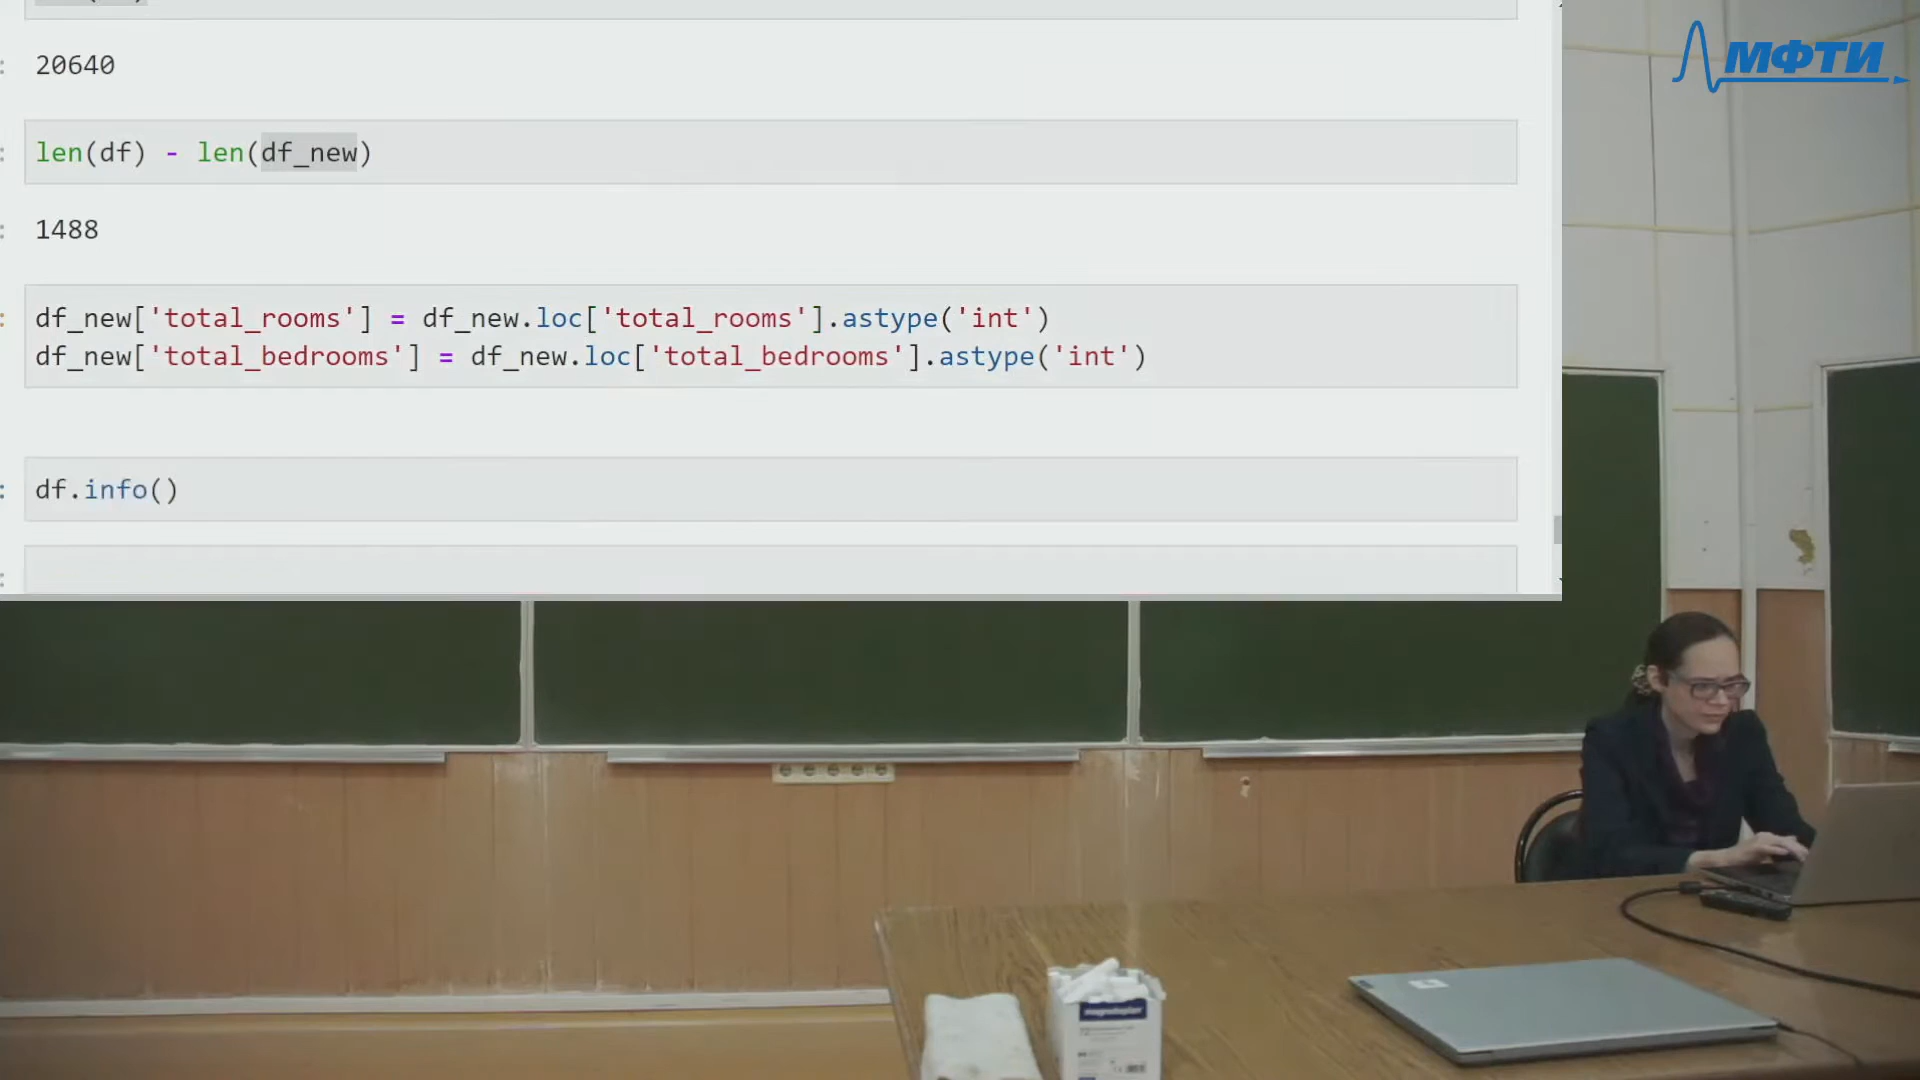 МФТИ
20640
len(df) - len(df_new)
1488
df_new['total_rooms'] = df_new.loc['total_rooms'].astype('int')
df_new['total_bedrooms'] = df_new.loc['total_bedrooms'].astype('int')
df.info()